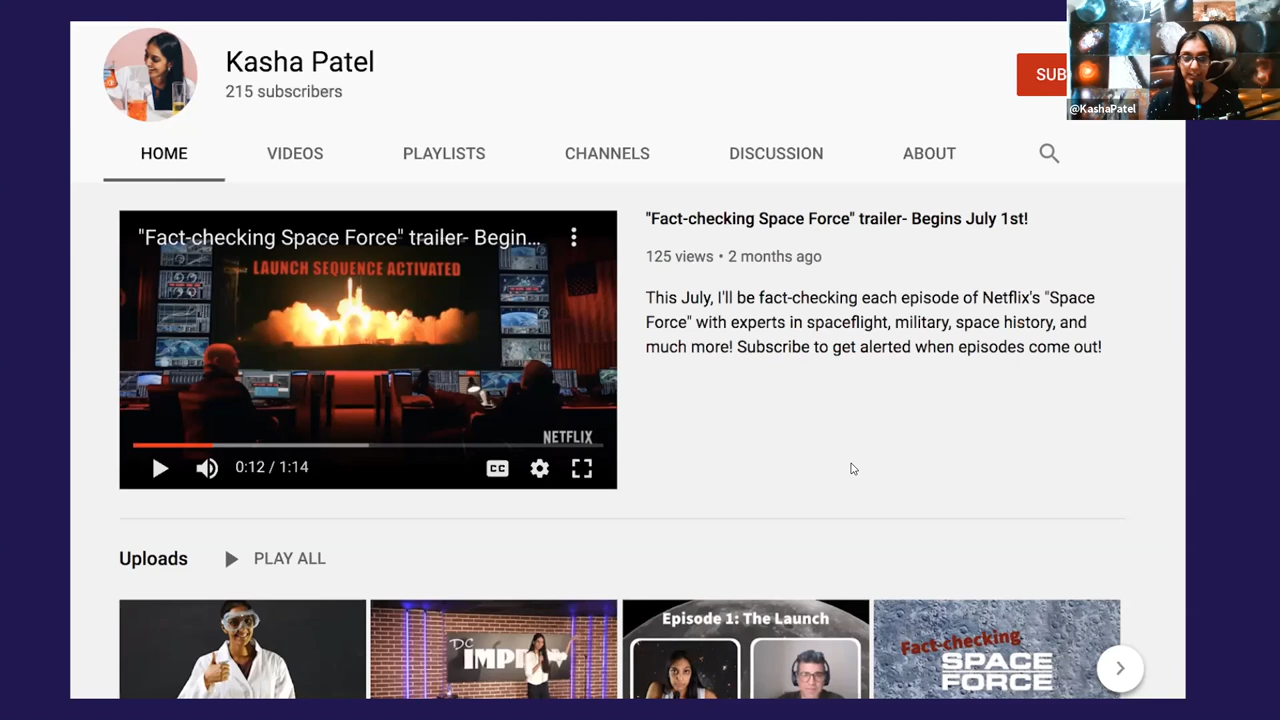 Kasha Patel
215 subscribers
SUB
@KashaPatel
HOME
VIDEOS
PLAYLISTS
CHANNELS
DISCUSSION
ABOUT
"Fact-checking Space Force" trailer- Begin...
LAUNCH SEQUENCE ACTIVATED
NETFLIX
0:12 / 1:14
CC
"Fact-checking Space Force" trailer- Begins July 1st!
125 views • 2 months ago
This July, I'll be fact-checking each episode of Netflix's "Space
Force" with experts in spaceflight, military, space history, and
much more! Subscribe to get alerted when episodes come out!
Uploads
PLAY ALL
DC
IMPROV
Episode 1: The Launch
Fact-checking
SPACE
FORCE